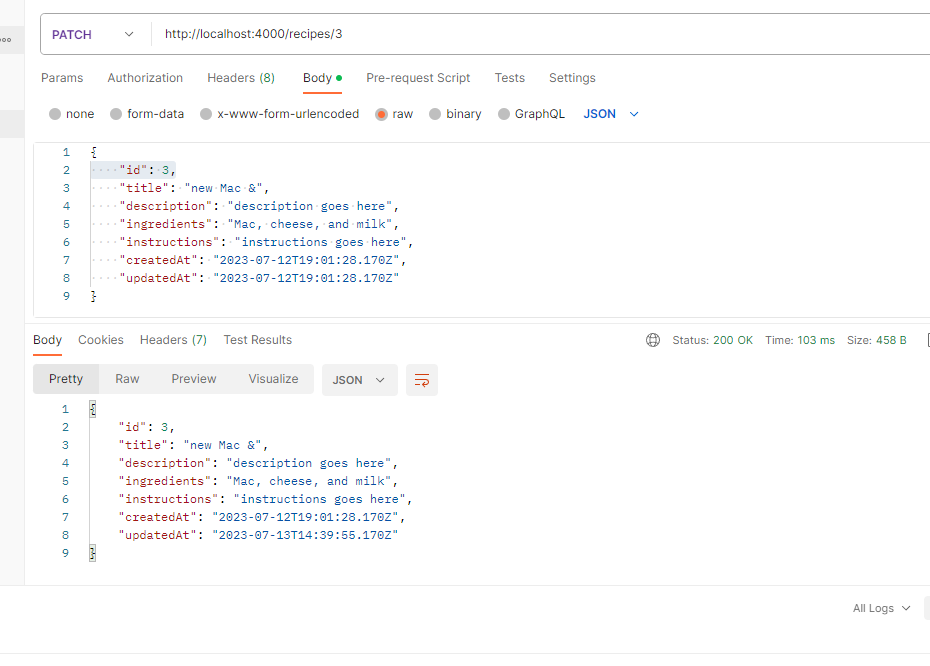 PATCH http://localhost:4000/recipes/3
Params Authorization Headers (8) Body Pre-request Script Tests Settings
none form-data x-www-form-urlencoded raw binary GraphQL JSON
1 {
2 ····"id":·3,
3 ····"title":·"new·Mac·&",
4 ····"description":·"description·goes·here",
5 ····"ingredients":·"Mac,·cheese,·and·milk",
6 ····"instructions":·"instructions·goes·here",
7 ····"createdAt":·"2023-07-12T19:01:28.170Z",
8 ····"updatedAt":·"2023-07-12T19:01:28.170Z"
9 }
Body Cookies Headers (7) Test Results Status: 200 OK Time: 103 ms Size: 458 B
Pretty Raw Preview Visualize JSON
1 {
2 "id": 3,
3 "title": "new Mac &",
4 "description": "description goes here",
5 "ingredients": "Mac, cheese, and milk",
6 "instructions": "instructions goes here",
7 "createdAt": "2023-07-12T19:01:28.170Z",
8 "updatedAt": "2023-07-13T14:39:55.170Z"
9 }
All Logs